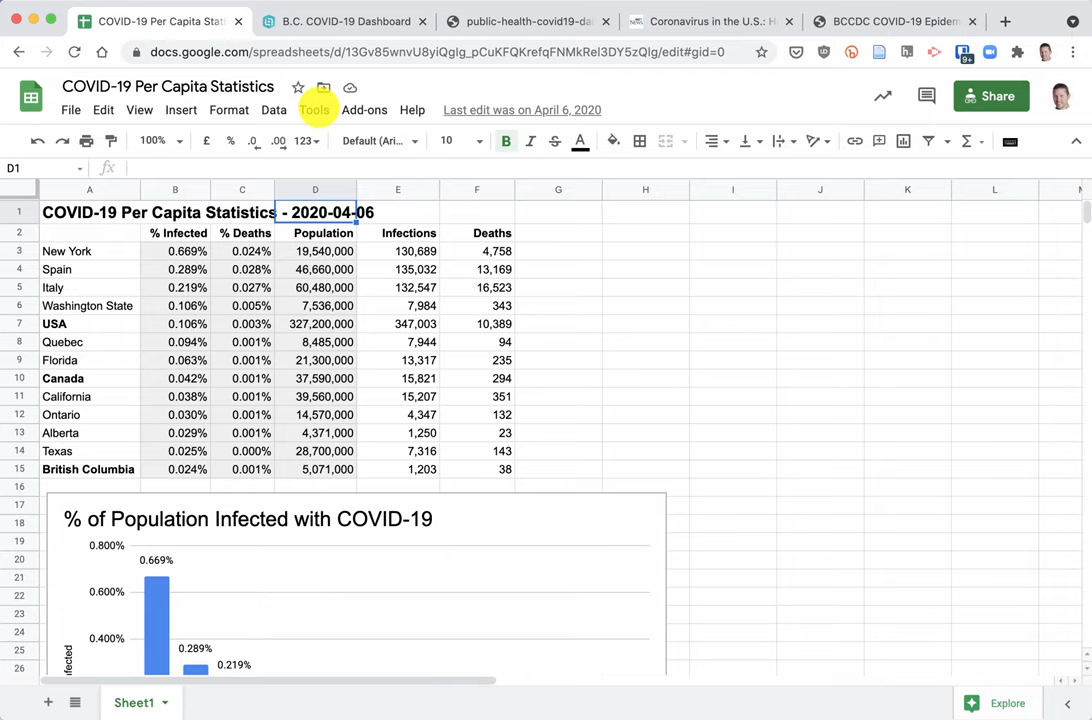 COVID-19 Per Capita Stati
B.C. COVID-19 Dashboard
public-health-covid19-da
Coronavirus in the U.S.: H
BCCDC COVID-19 Epidem
docs.google.com/spreadsheets/d/13Gv85wnvU8yiQgIg_pCuKFQKrefqFNMkRel3DY5zQlg/edit#gid=0
9+
COVID-19 Per Capita Statistics
File Edit View Insert Format Data Tools Add-ons Help Last edit was on April 6, 2020
Share
100% £ % .0 .00 123 Default (Ari... 10 B I S A
D1 fx
A B C D E F G H I J K L
1 COVID-19 Per Capita Statistics - 2020-04-06
2 % Infected % Deaths Population Infections Deaths
3 New York 0.669% 0.024% 19,540,000 130,689 4,758
4 Spain 0.289% 0.028% 46,660,000 135,032 13,169
5 Italy 0.219% 0.027% 60,480,000 132,547 16,523
6 Washington State 0.106% 0.005% 7,536,000 7,984 343
7 USA 0.106% 0.003% 327,200,000 347,003 10,389
8 Quebec 0.094% 0.001% 8,485,000 7,944 94
9 Florida 0.063% 0.001% 21,300,000 13,317 235
10 Canada 0.042% 0.001% 37,590,000 15,821 294
11 California 0.038% 0.001% 39,560,000 15,207 351
12 Ontario 0.030% 0.001% 14,570,000 4,347 132
13 Alberta 0.029% 0.001% 4,371,000 1,250 23
14 Texas 0.025% 0.000% 28,700,000 7,316 143
15 British Columbia 0.024% 0.001% 5,071,000 1,203 38
16
17
18 % of Population Infected with COVID-19
19
20 0.800%
21 0.669%
22 0.600%
23
24 0.400%
25 0.289%
26 0.219%
nfected
Sheet1
Explore